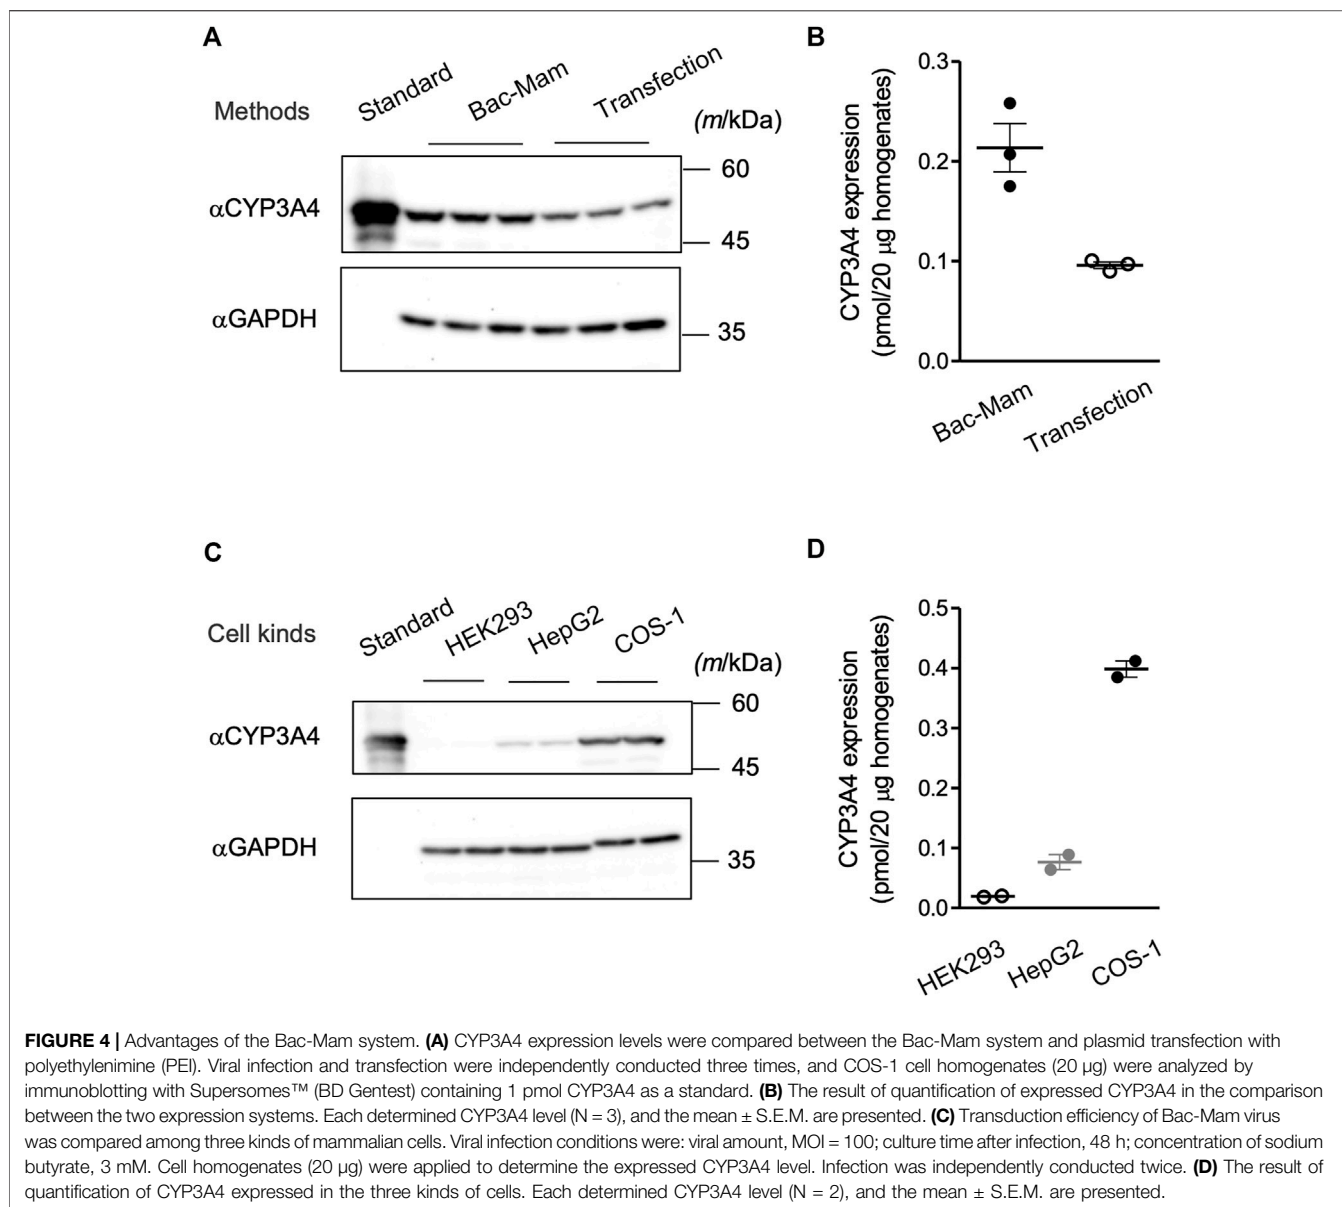 A
Methods
Standard
Bac-Mam
Transfection
(m/kDa)
αCYP3A4
60
45
αGAPDH
35
B
CYP3A4 expression
(pmol/20 μg homogenates)
0.3
0.2
0.1
0.0
Bac-Mam
Transfection
C
Cell kinds
Standard
HEK293
HepG2
COS-1
(m/kDa)
αCYP3A4
60
45
αGAPDH
35
D
CYP3A4 expression
(pmol/20 μg homogenates)
0.5
0.4
0.3
0.2
0.1
0.0
HEK293
HepG2
COS-1
FIGURE 4 | Advantages of the Bac-Mam system. (A) CYP3A4 expression levels were compared between the Bac-Mam system and plasmid transfection with
polyethylenimine (PEI). Viral infection and transfection were independently conducted three times, and COS-1 cell homogenates (20 μg) were analyzed by
immunoblotting with Supersomes™ (BD Gentest) containing 1 pmol CYP3A4 as a standard. (B) The result of quantification of expressed CYP3A4 in the comparison
between the two expression systems. Each determined CYP3A4 level (N = 3), and the mean ± S.E.M. are presented. (C) Transduction efficiency of Bac-Mam virus
was compared among three kinds of mammalian cells. Viral infection conditions were: viral amount, MOI = 100; culture time after infection, 48 h; concentration of sodium
butyrate, 3 mM. Cell homogenates (20 μg) were applied to determine the expressed CYP3A4 level. Infection was independently conducted twice. (D) The result of
quantification of CYP3A4 expressed in the three kinds of cells. Each determined CYP3A4 level (N = 2), and the mean ± S.E.M. are presented.